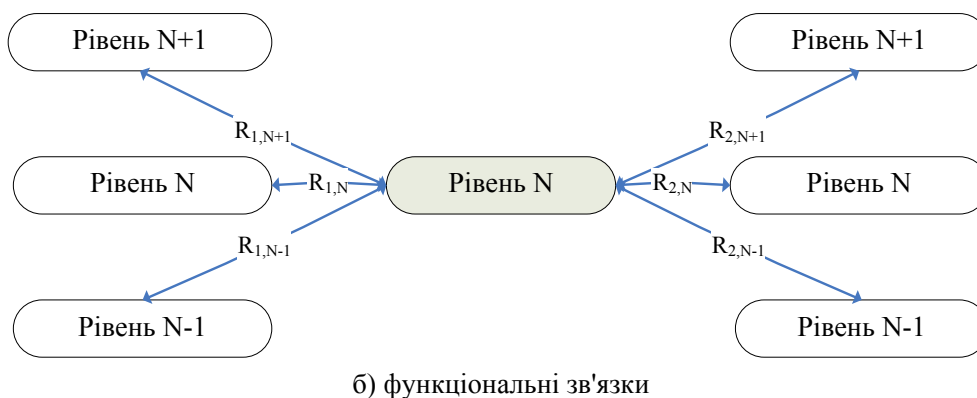 Рівень N+1
Рівень N+1
R1,N+1
R2,N+1
Рівень N
R1,N
Рівень N
R2,N
Рівень N
R1,N-1
R2,N-1
Рівень N-1
Рівень N-1
б) функціональні зв'язки